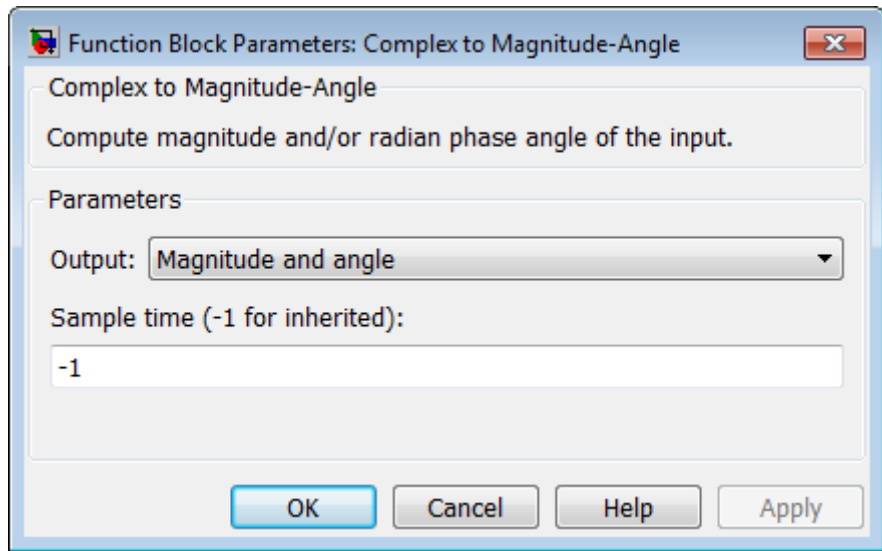 Function Block Parameters: Complex to Magnitude-Angle
Complex to Magnitude-Angle
Compute magnitude and/or radian phase angle of the input.
Parameters
Output: Magnitude and angle
Sample time (-1 for inherited):
-1
OK Cancel Help Apply